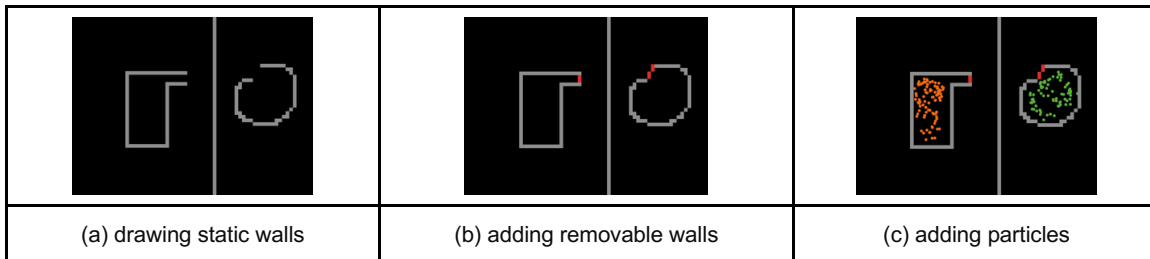 (a) drawing static walls
(b) adding removable walls
(c) adding particles